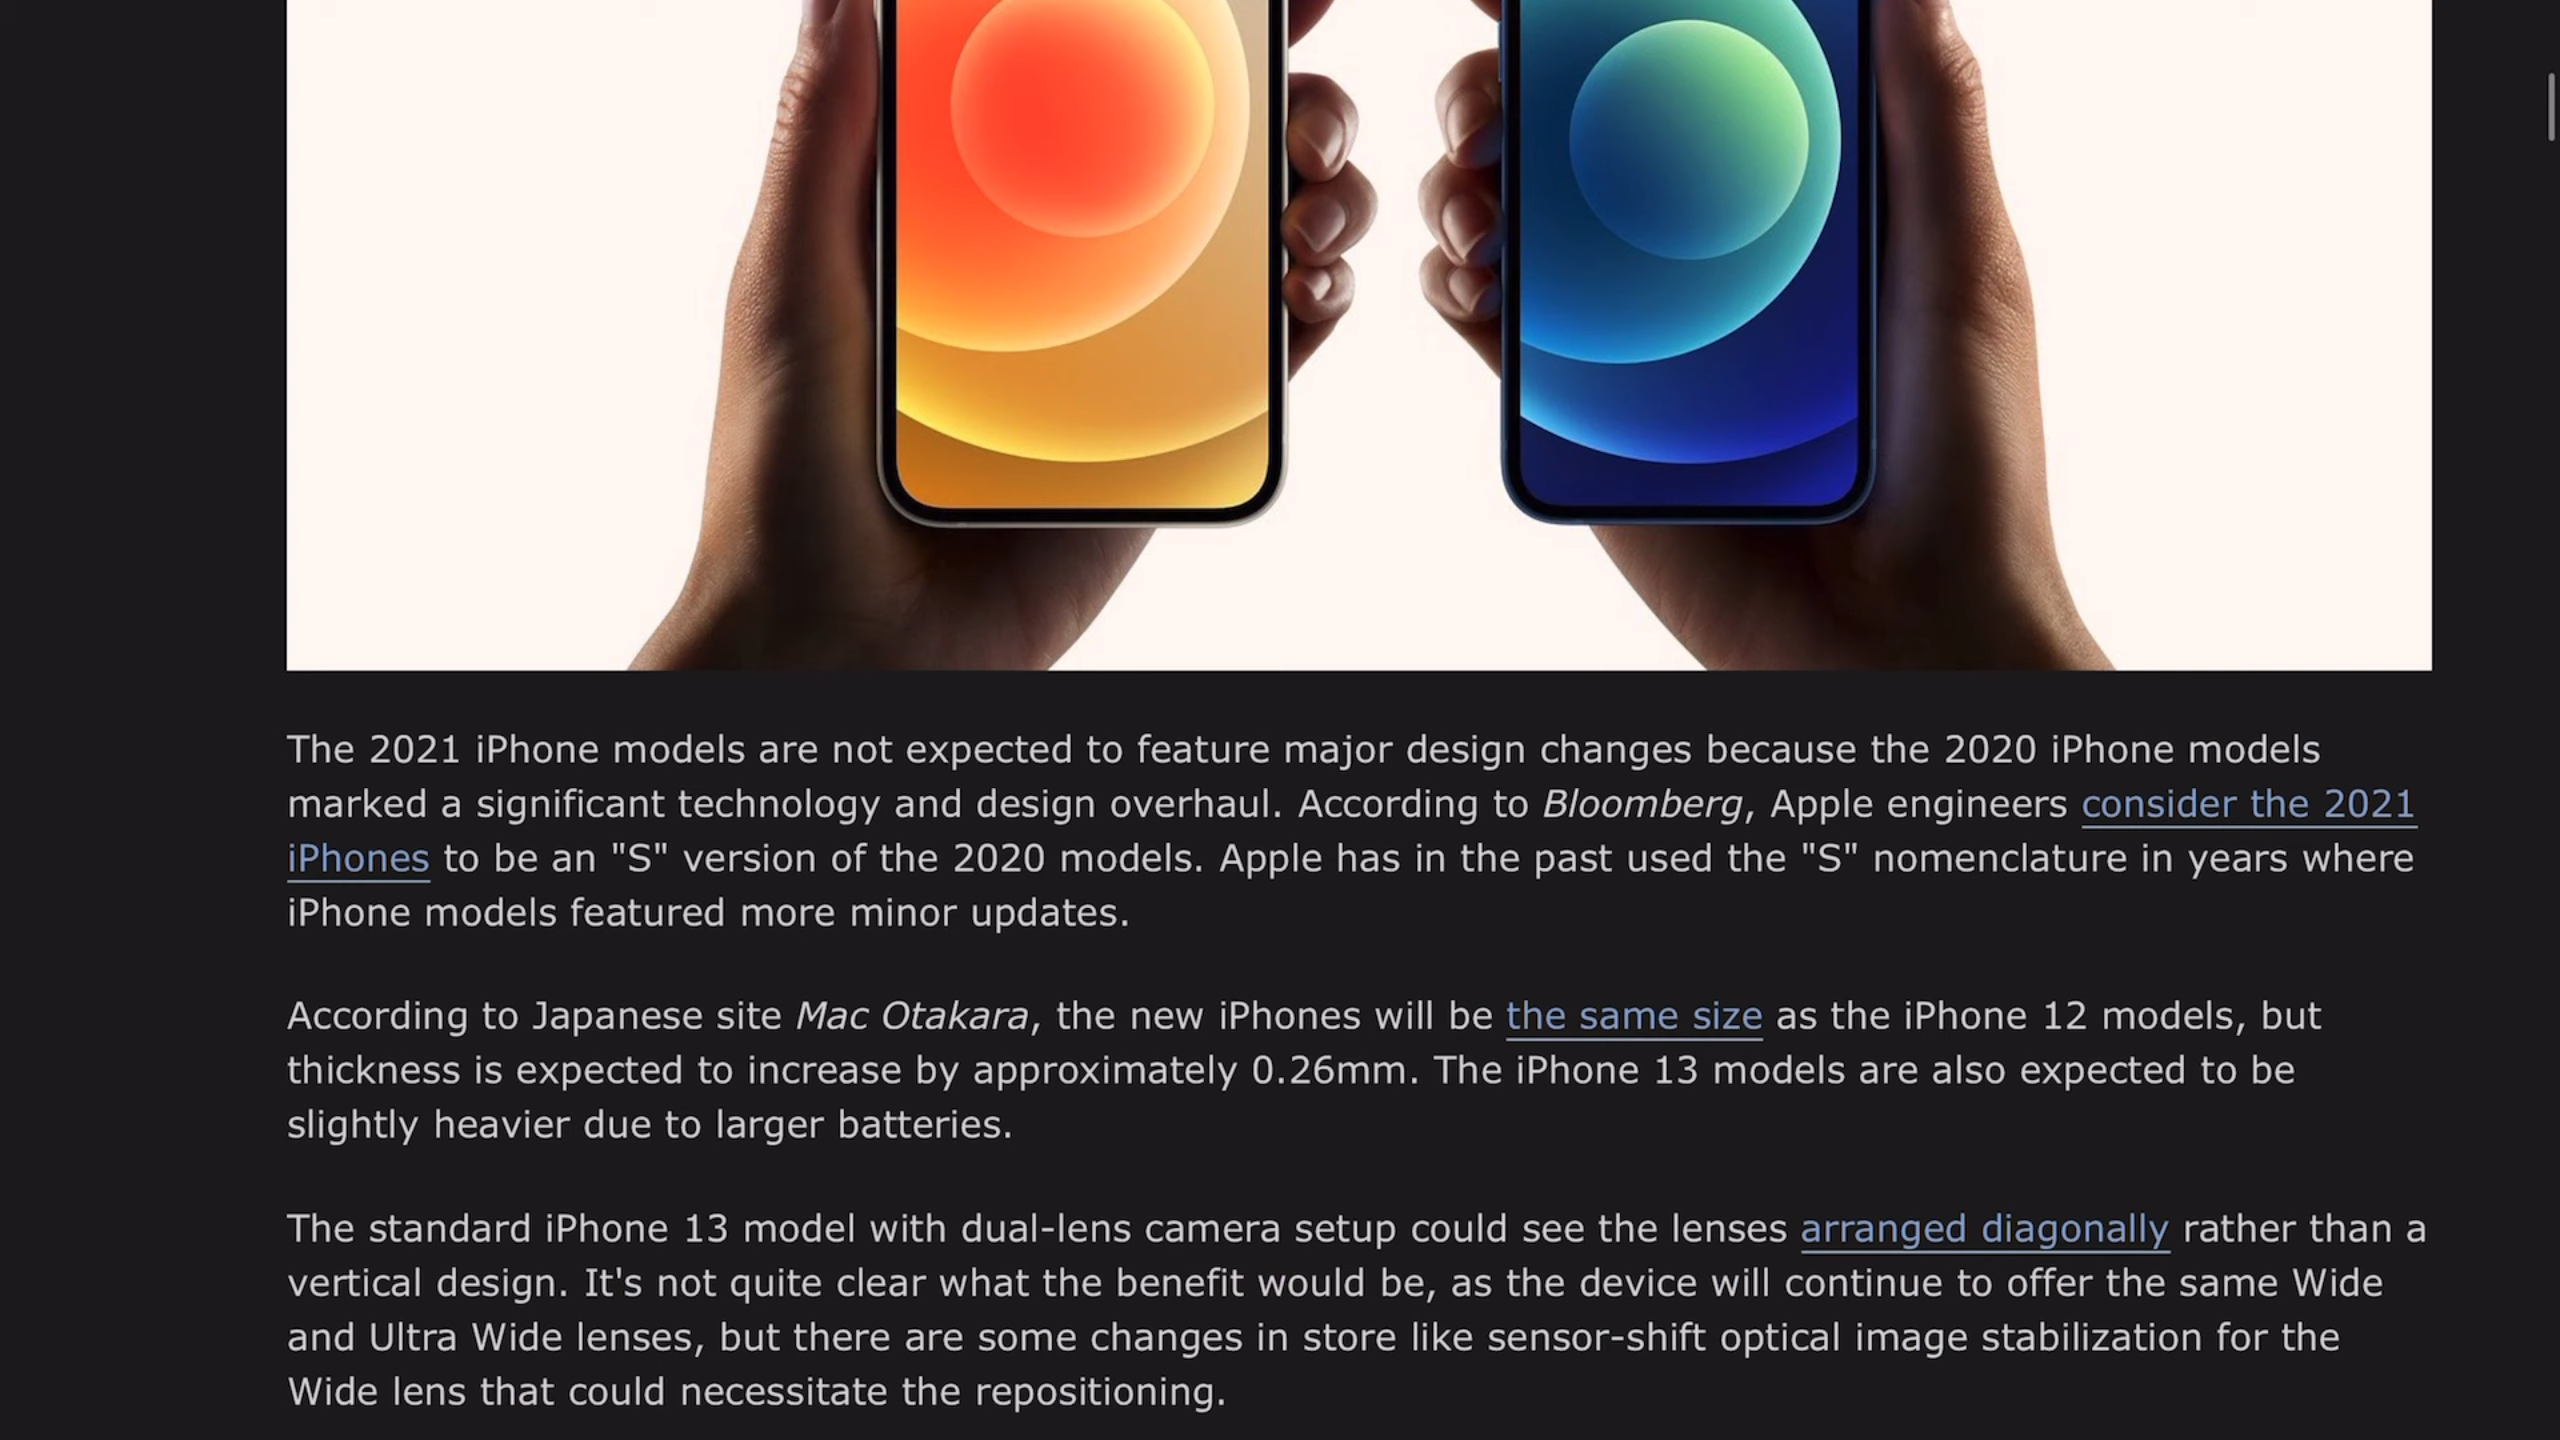 The 2021 iPhone models are not expected to feature major design changes because the 2020 iPhone models
marked a significant technology and design overhaul. According to Bloomberg, Apple engineers consider the 2021
iPhones to be an "S" version of the 2020 models. Apple has in the past used the "S" nomenclature in years where
iPhone models featured more minor updates.
According to Japanese site Mac Otakara, the new iPhones will be the same size as the iPhone 12 models, but
thickness is expected to increase by approximately 0.26mm. The iPhone 13 models are also expected to be
slightly heavier due to larger batteries.
The standard iPhone 13 model with dual-lens camera setup could see the lenses arranged diagonally rather than a
vertical design. It's not quite clear what the benefit would be, as the device will continue to offer the same Wide
and Ultra Wide lenses, but there are some changes in store like sensor-shift optical image stabilization for the
Wide lens that could necessitate the repositioning.